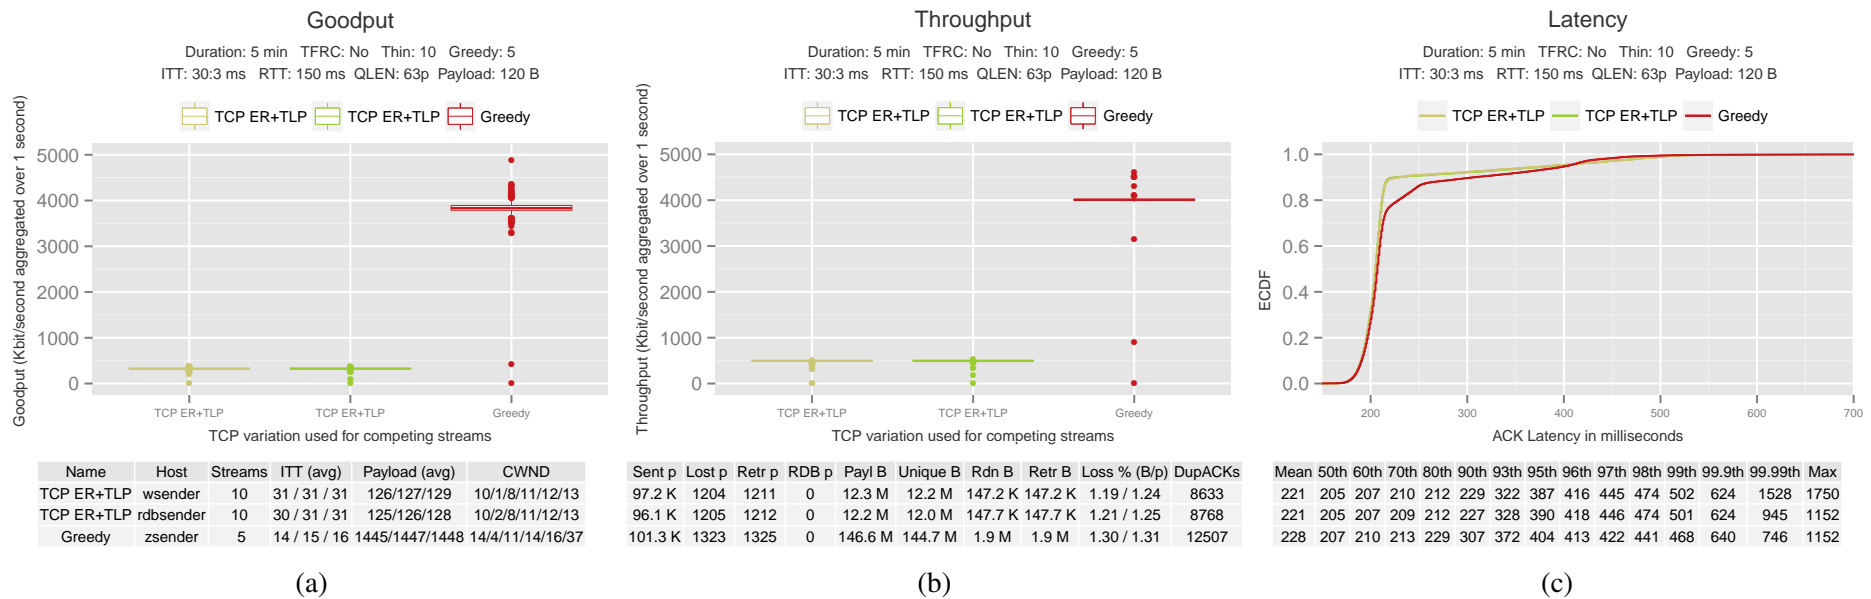 Goodput
Duration: 5 min TFRC: No Thin: 10 Greedy: 5
ITT: 30:3 ms RTT: 150 ms QLEN: 63p Payload: 120 B
TCP ER+TLP TCP ER+TLP Greedy
Goodput (Kbit/second aggregated over 1 second)
5000
4000
3000
2000
1000
0
TCP ER+TLP TCP ER+TLP Greedy
TCP variation used for competing streams
Name Host Streams ITT (avg) Payload (avg) CWND
TCP ER+TLP wsender 10 31 / 31 / 31 126/127/129 10/1/8/11/12/13
TCP ER+TLP rdbsender 10 30 / 31 / 31 125/126/128 10/2/8/11/12/13
Greedy zsender 5 14 / 15 / 16 1445/1447/1448 14/4/11/14/16/37
(a)
Throughput
Duration: 5 min TFRC: No Thin: 10 Greedy: 5
ITT: 30:3 ms RTT: 150 ms QLEN: 63p Payload: 120 B
TCP ER+TLP TCP ER+TLP Greedy
Throughput (Kbit/second aggregated over 1 second)
5000
4000
3000
2000
1000
0
TCP ER+TLP TCP ER+TLP Greedy
TCP variation used for competing streams
Sent p Lost p Retr p RDB p Payl B Unique B Rdn B Retr B Loss % (B/p) DupACKs
97.2 K 1204 1211 0 12.3 M 12.2 M 147.2 K 147.2 K 1.19 / 1.24 8633
96.1 K 1205 1212 0 12.2 M 12.0 M 147.7 K 147.7 K 1.21 / 1.25 8768
101.3 K 1323 1325 0 146.6 M 144.7 M 1.9 M 1.9 M 1.30 / 1.31 12507
(b)
Latency
Duration: 5 min TFRC: No Thin: 10 Greedy: 5
ITT: 30:3 ms RTT: 150 ms QLEN: 63p Payload: 120 B
TCP ER+TLP TCP ER+TLP Greedy
ECDF
1.0
0.8
0.6
0.4
0.2
0.0
200 300 400 500 600 700
ACK Latency in milliseconds
Mean 50th 60th 70th 80th 90th 93th 95th 96th 97th 98th 99th 99.9th 99.99th Max
221 205 207 210 212 229 322 387 416 445 474 502 624 1528 1750
221 205 207 209 212 227 328 390 418 446 474 501 624 945 1152
228 207 210 213 229 307 372 404 413 422 441 468 640 746 1152
(c)